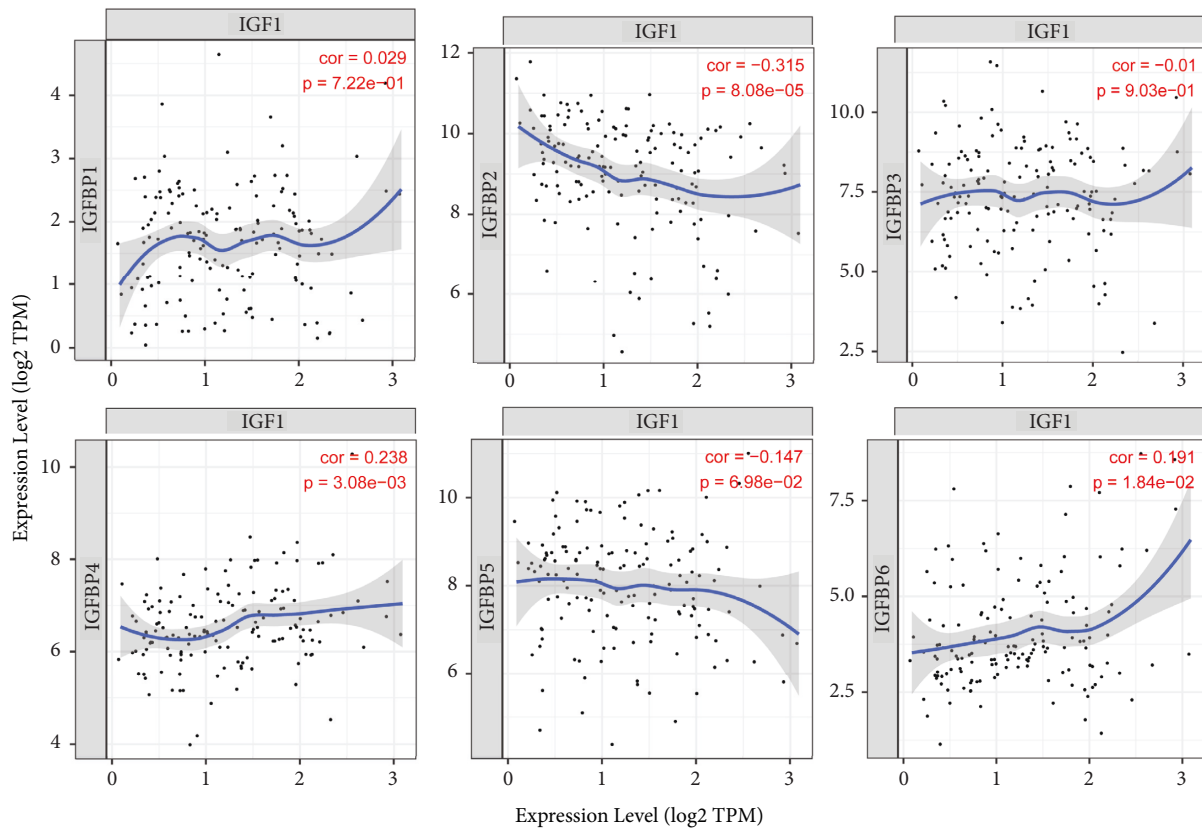 IGF1
cor = 0.029
p = 7.22e−01
IGFBP1
4
3
2
1
0
0
1
2
3
IGF1
cor = −0.315
p = 8.08e−05
IGFBP2
12
10
8
6
0
1
2
3
IGF1
cor = −0.01
p = 9.03e−01
IGFBP3
10.0
7.5
5.0
2.5
0
1
2
3
Expression Level (log2 TPM)
IGF1
cor = 0.238
p = 3.08e−03
IGFBP4
10
8
6
4
0
1
2
3
IGF1
cor = −0.147
p = 6.98e−02
IGFBP5
10
8
6
0
1
2
3
IGF1
cor = 0.191
p = 1.84e−02
IGFBP6
7.5
5.0
2.5
0
1
2
3
Expression Level (log2 TPM)